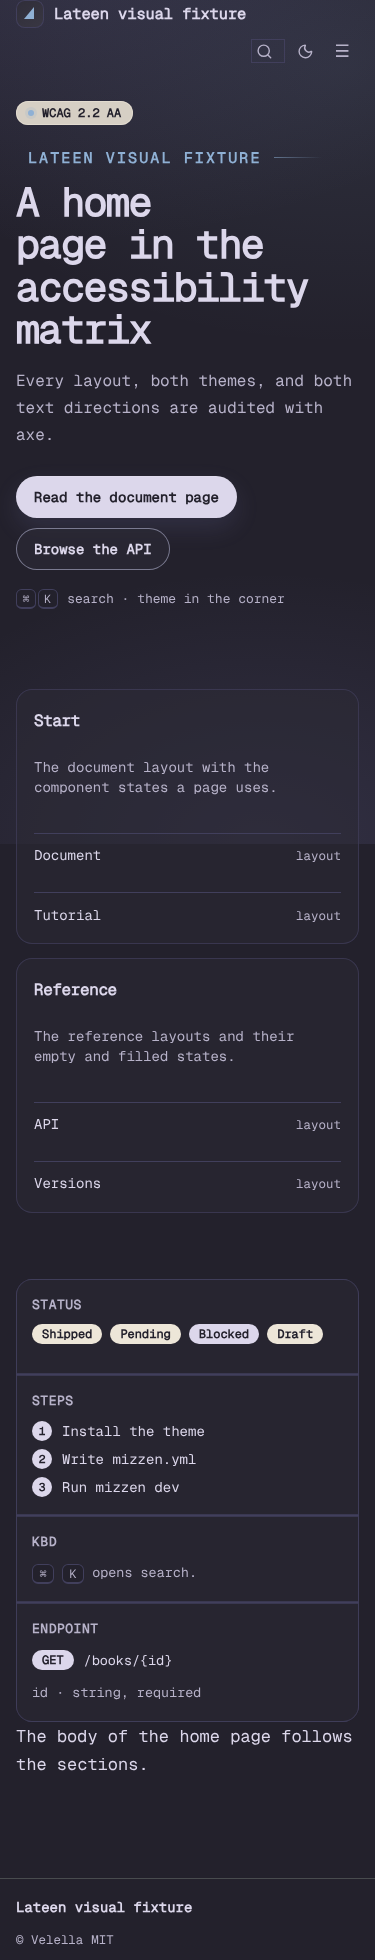 Lateen visual fixture
WCAG 2.2 AA
LATEEN VISUAL FIXTURE
A home
page in the
accessibility
matrix
Every layout, both themes, and both
text directions are audited with
axe.
Read the document page
Browse the API
⌘ K search · theme in the corner
Start
The document layout with the
component states a page uses.
Document layout
Tutorial layout
Reference
The reference layouts and their
empty and filled states.
API layout
Versions layout
STATUS
Shipped Pending Blocked Draft
STEPS
1 Install the theme
2 Write mizzen.yml
3 Run mizzen dev
KBD
⌘ K opens search.
ENDPOINT
GET /books/{id}
id · string, required
The body of the home page follows
the sections.
Lateen visual fixture
© Velella MIT